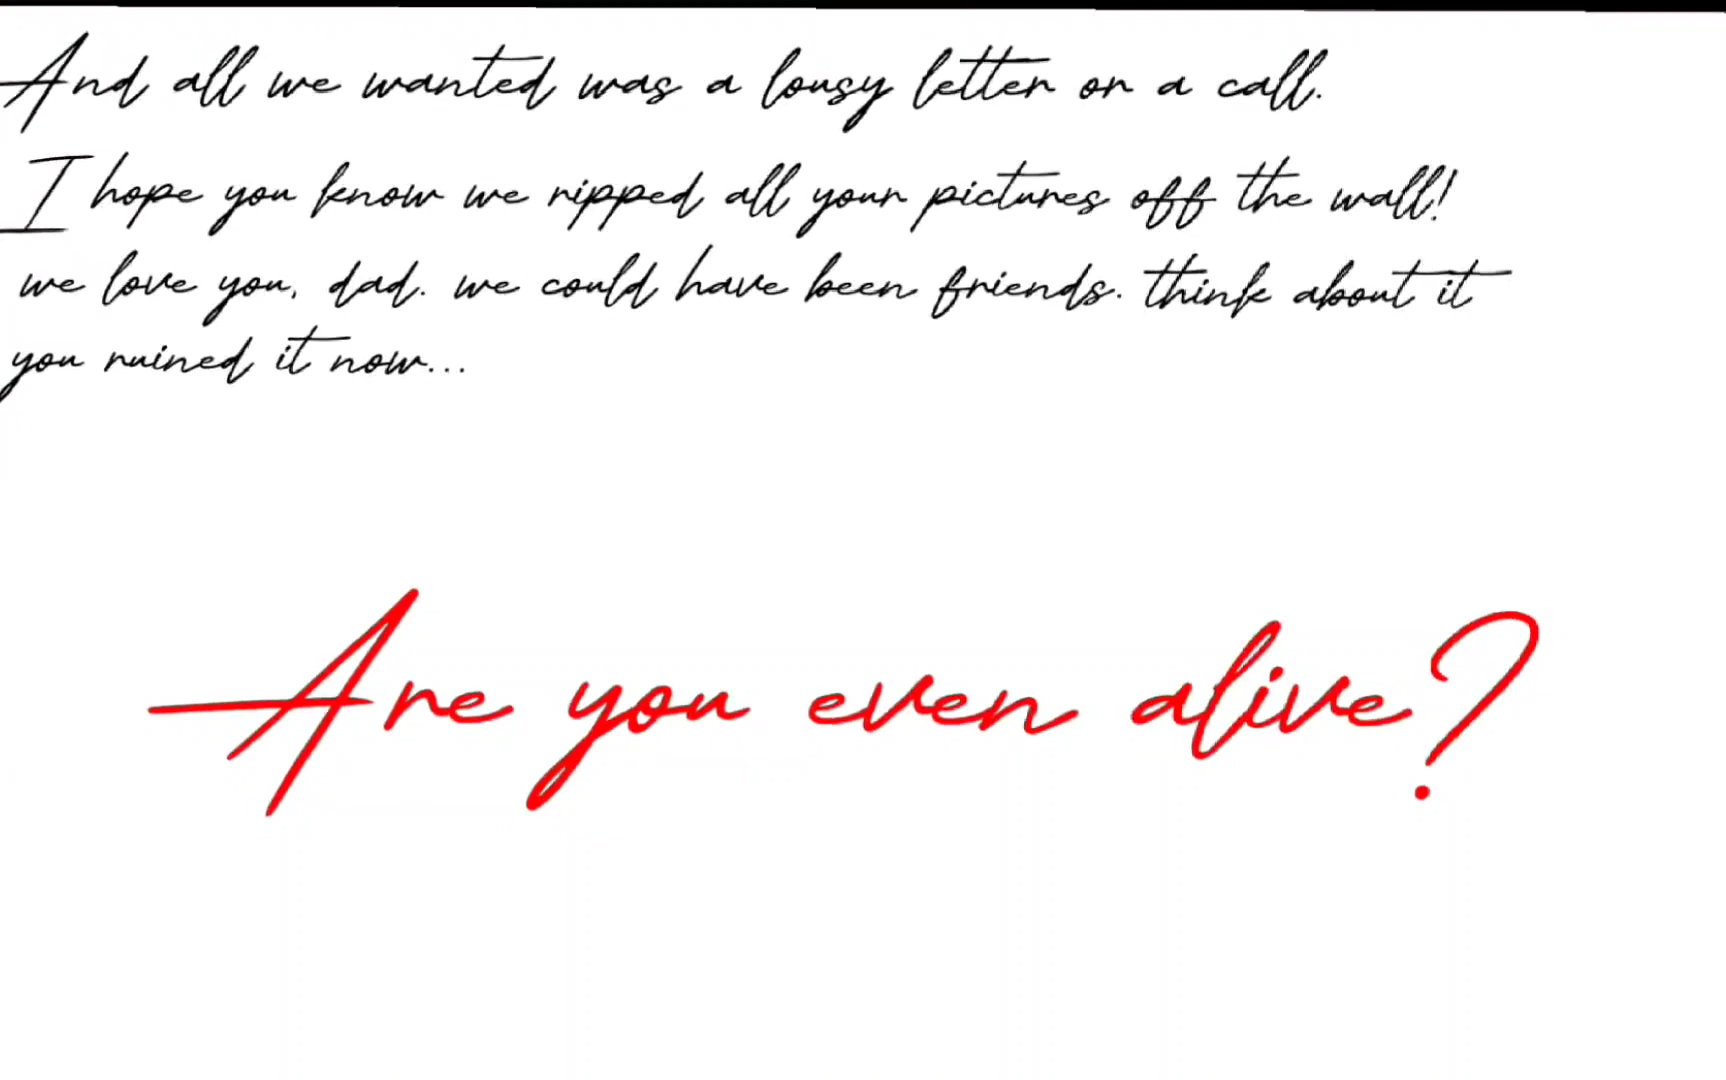 And all we wanted was a lousy letter or a call.
I hope you know we ripped all your pictures off the wall!
we love you, dad. we could have been friends. think about it
you ruined it now...
Are you even alive?